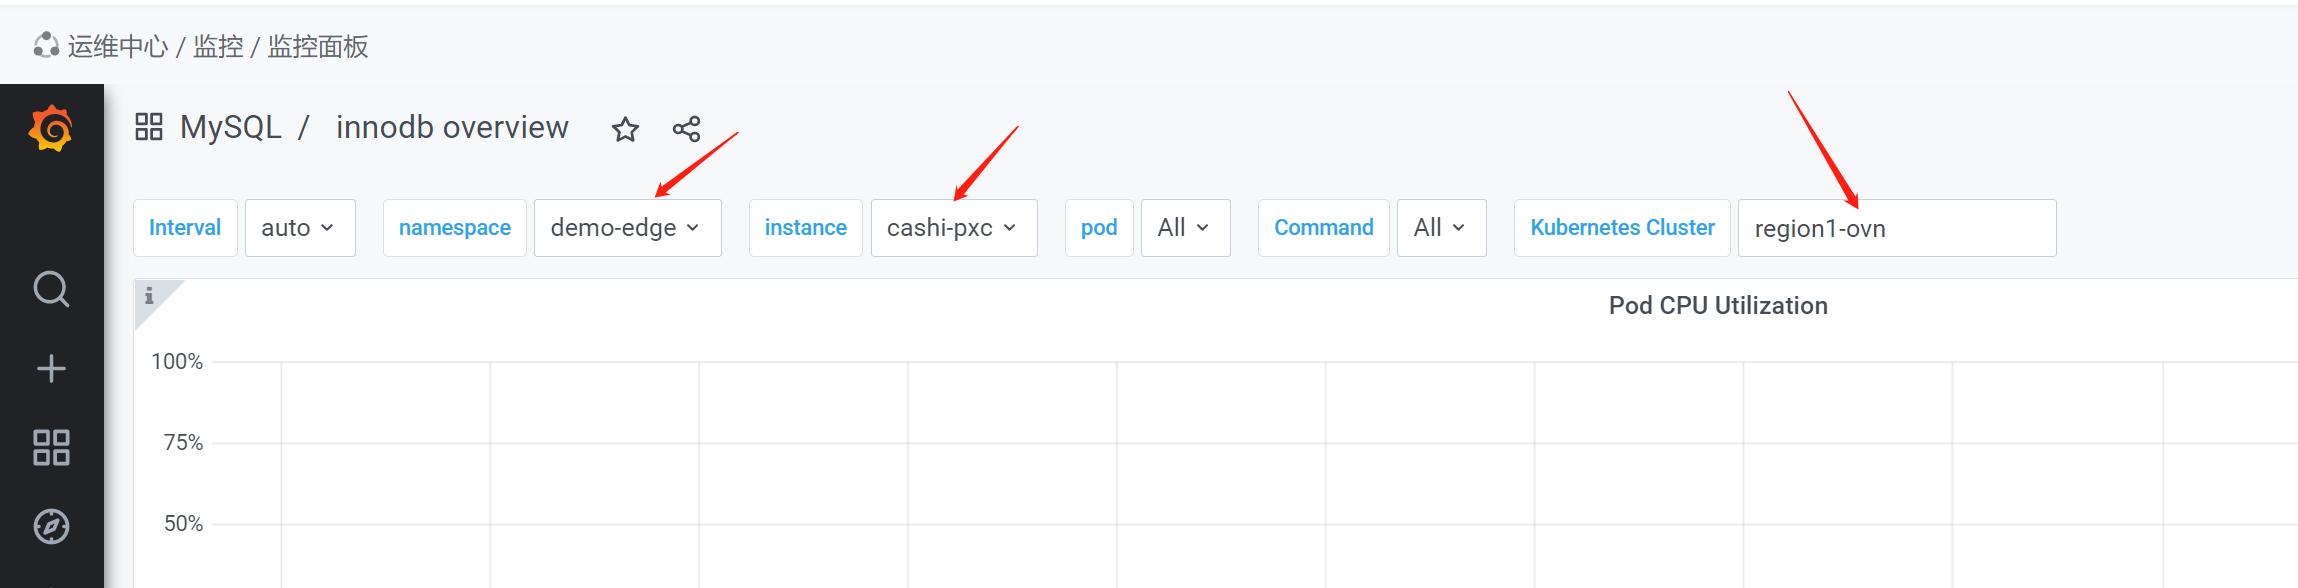 运维中心 / 监控 / 监控面板
MySQL / innodb overview
Interval auto namespace demo-edge instance cashi-pxc pod All Command All Kubernetes Cluster region1-ovn
i
Pod CPU Utilization
100%
75%
50%